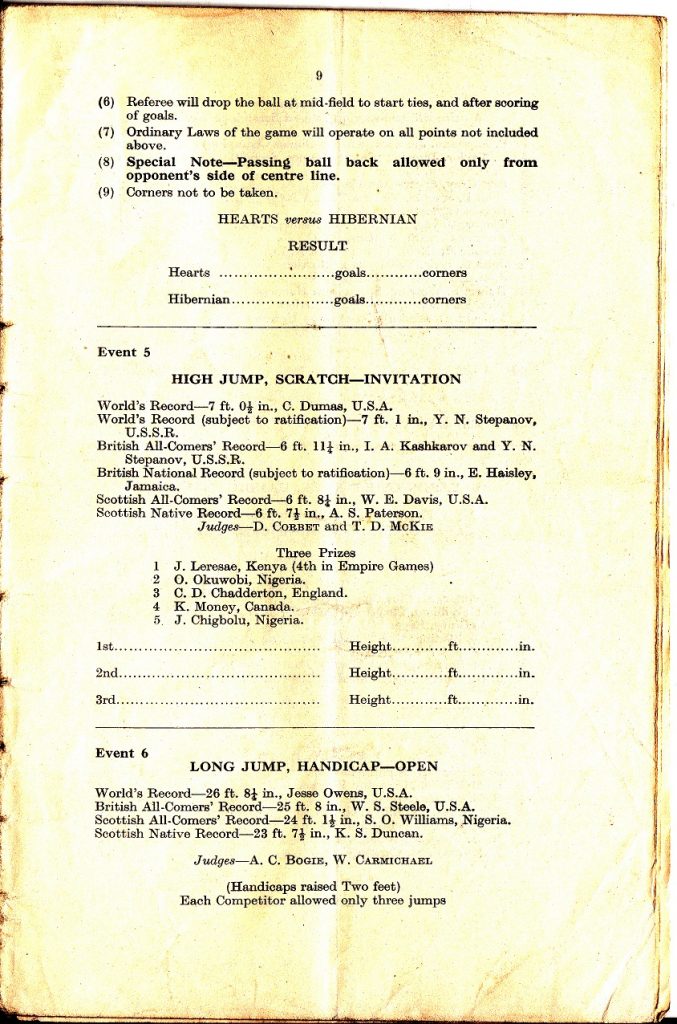 9
(6) Referee will drop the ball at mid-field to start ties, and after scoring
of goals.
(7) Ordinary Laws of the game will operate on all points not included
above.
(8) Special Note—Passing ball back allowed only from
opponent's side of centre line.
(9) Corners not to be taken.
HEARTS versus HIBERNIAN
RESULT
Hearts ........................goals............corners
Hibernian.....................goals............corners
Event 5
HIGH JUMP, SCRATCH—INVITATION
World's Record—7 ft. 0½ in., C. Dumas, U.S.A.
World's Record (subject to ratification)—7 ft. 1 in., Y. N. Stepanov,
U.S.S.R.
British All-Comers' Record—6 ft. 11¼ in., I. A. Kashkarov and Y. N.
Stepanov, U.S.S.R.
British National Record (subject to ratification)—6 ft. 9 in., E. Haisley,
Jamaica.
Scottish All-Comers' Record—6 ft. 8¼ in., W. E. Davis, U.S.A.
Scottish Native Record—6 ft. 7½ in., A. S. Paterson.
Judges—D. CORBET and T. D. MCKIE
Three Prizes
1 J. Leresae, Kenya (4th in Empire Games)
2 O. Okuwobi, Nigeria.
3 C. D. Chadderton, England.
4 K. Money, Canada.
5 J. Chigbolu, Nigeria.
1st.......................................... Height............ft.............in.
2nd.......................................... Height............ft.............in.
3rd.......................................... Height............ft.............in.
Event 6
LONG JUMP, HANDICAP—OPEN
World's Record—26 ft. 8¼ in., Jesse Owens, U.S.A.
British All-Comers' Record—25 ft. 8 in., W. S. Steele, U.S.A.
Scottish All-Comers' Record—24 ft. 1½ in., S. O. Williams, Nigeria.
Scottish Native Record—23 ft. 7½ in., K. S. Duncan.
Judges—A. C. BOGIE, W. CARMICHAEL
(Handicaps raised Two feet)
Each Competitor allowed only three jumps